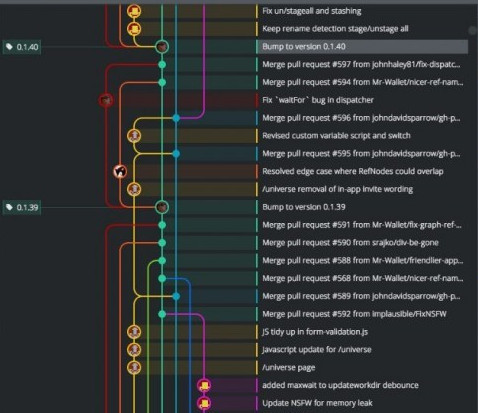 Fix un/stageall and stashing
Keep rename detection stage/unstage all
0.1.40 Bump to version 0.1.40
Merge pull request #597 from johnhaley81/fix-dispatc...
Merge pull request #594 from Mr-Wallet/nicer-ref-nam...
Fix `waitFor` bug in dispatcher
Merge pull request #596 from johndavidsparrow/gh-p...
Revised custom variable script and switch
Merge pull request #595 from johndavidsparrow/gh-p...
Resolved edge case where RefNodes could overlap
/universe removal of in-app Invite wording
0.1.39 Bump to version 0.1.39
Merge pull request #591 from Mr-Wallet/fix-graph-ref-...
Merge pull request #590 from srajko/div-be-gone
Merge pull request #588 from Mr-Wallet/friendlier-app...
Merge pull request #568 from Mr-Wallet/nicer-ref-nam...
Merge pull request #589 from johndavidsparrow/gh-p...
Merge pull request #592 from implausible/FixNSFW
JS tidy up in form-validation.js
Javascript update for /universe
/universe page
added maxwait to updateworkdir debounce
Update NSFW for memory leak